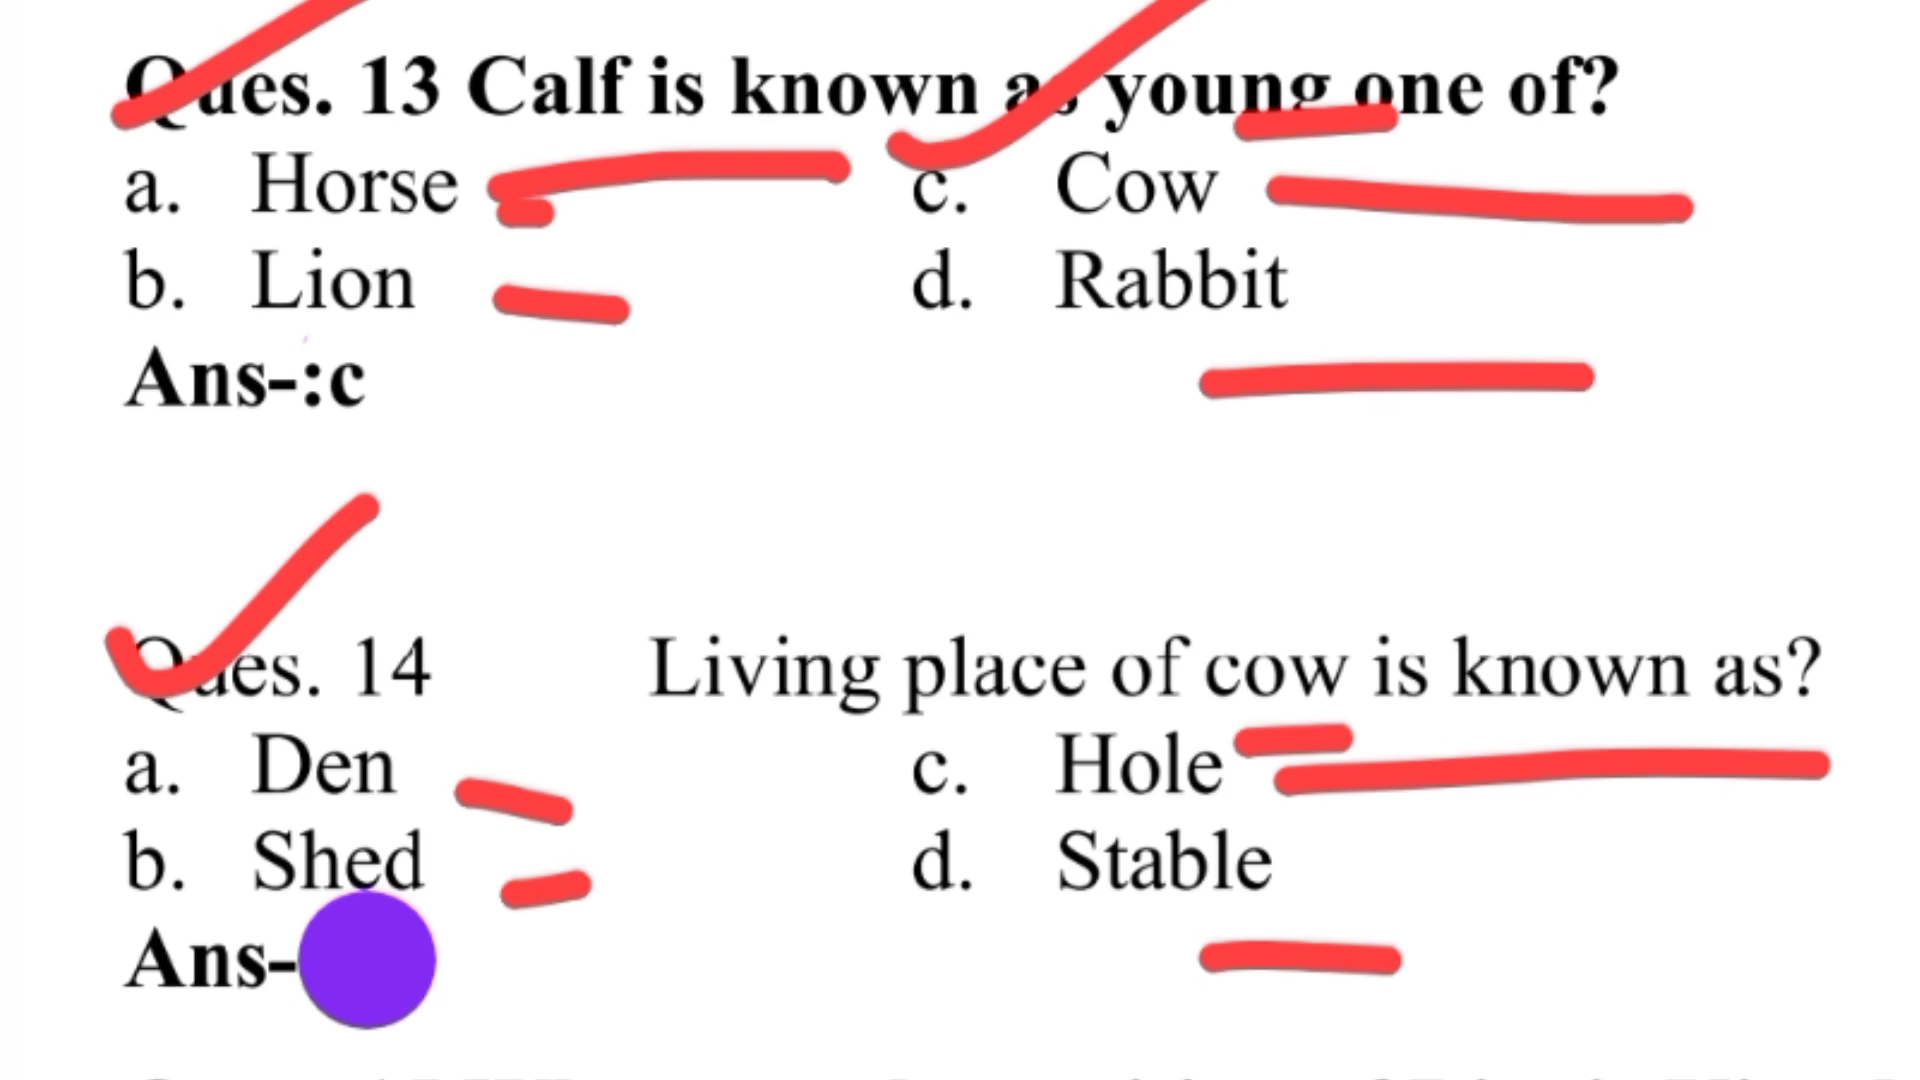 Ques. 13 Calf is known as young one of?
a. Horse c. Cow
b. Lion d. Rabbit
Ans-:c
Ques. 14 Living place of cow is known as?
a. Den c. Hole
b. Shed d. Stable
Ans-